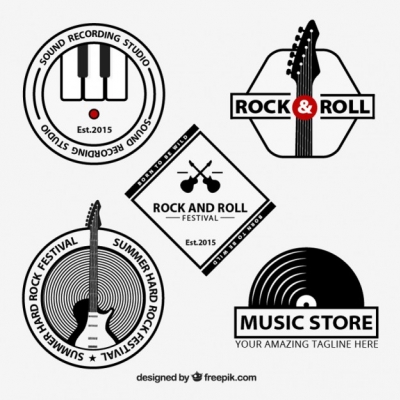 SOUND RECORDING STUDIO
Est.2015
SOUND RECORDING STUDIO
ROCK & ROLL
BORN TO BE WILD
ROCK AND ROLL
FESTIVAL
Est.2015
BORN TO BE WILD
SUMMER HARD ROCK FESTIVAL
SUMMER HARD ROCK FESTIVAL
MUSIC STORE
YOUR AMAZING TAGLINE HERE
designed by freepik.com